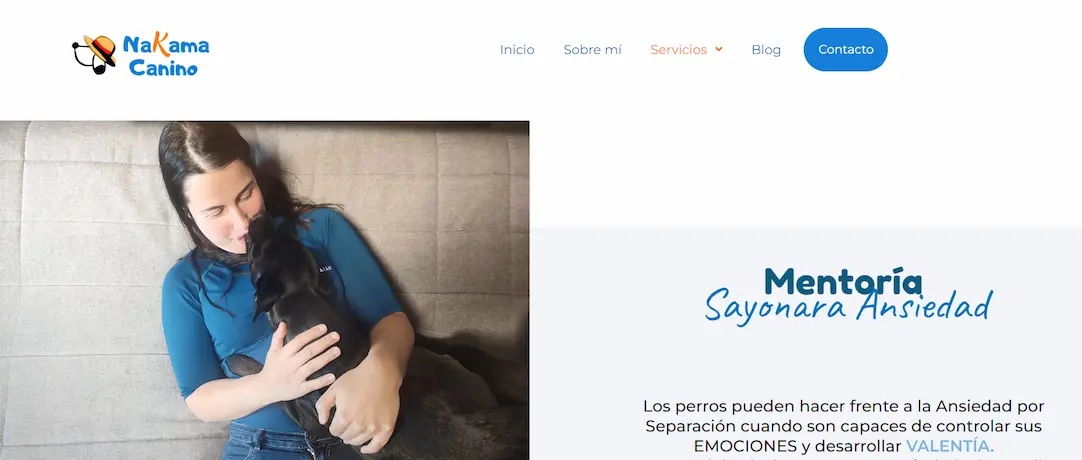 NaKama
Canino
Inicio
Sobre mí
Servicios
Blog
Contacto
Mentoría
Sayonara Ansiedad
Los perros pueden hacer frente a la Ansiedad por
Separación cuando son capaces de controlar sus
EMOCIONES y desarrollar VALENTÍA.